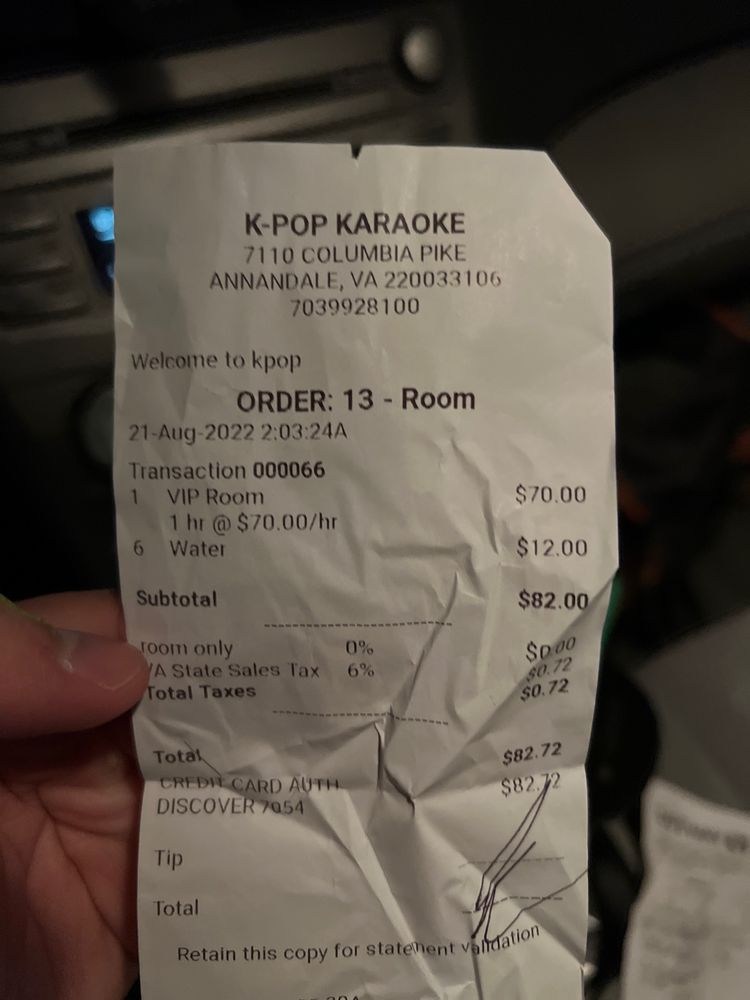 K-POP KARAOKE
7110 COLUMBIA PIKE
ANNANDALE, VA 220033106
7039928100
Welcome to kpop
ORDER: 13 - Room
21-Aug-2022 2:03:24A
Transaction 000066
1 VIP Room $70.00
1 hr @ $70.00/hr
6 Water $12.00
Subtotal $82.00
room only 0% $0.00
VA State Sales Tax 6% $0.72
Total Taxes $0.72
Total $82.72
CREDIT CARD AUTH $82.72
DISCOVER 7054
Tip
Total
Retain this copy for statement validation